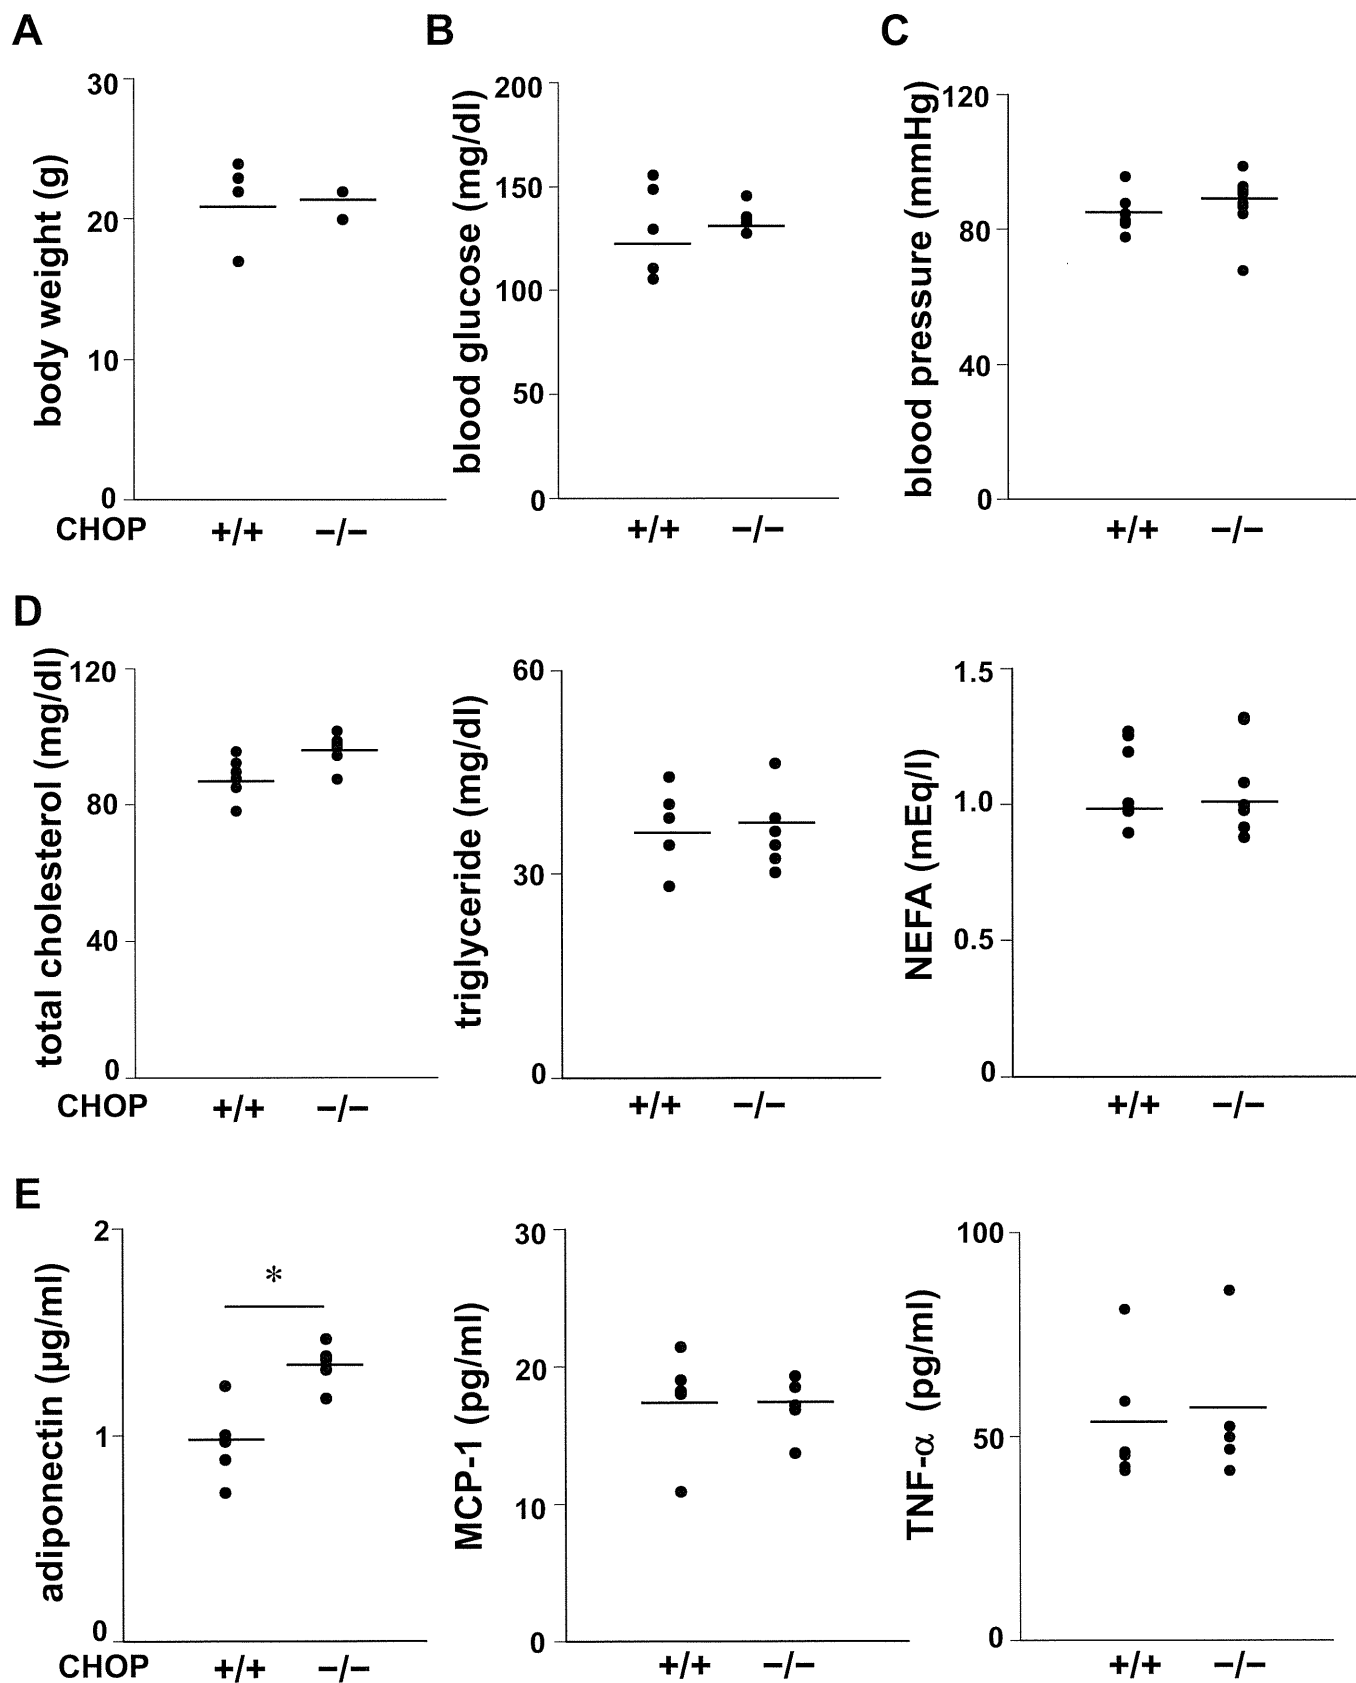 A
body weight (g)
30
20
10
0
CHOP +/+ −/−
B
blood glucose (mg/dl)
200
150
100
50
0
+/+ −/−
C
blood pressure (mmHg)
120
80
40
0
+/+ −/−
D
total cholesterol (mg/dl)
120
80
40
0
CHOP +/+ −/−
triglyceride (mg/dl)
60
30
0
+/+ −/−
NEFA (mEq/l)
1.5
1.0
0.5
0
+/+ −/−
E
adiponectin (µg/ml)
2
1
0
*
CHOP +/+ −/−
MCP-1 (pg/ml)
30
20
10
0
+/+ −/−
TNF-α (pg/ml)
100
50
0
+/+ −/−